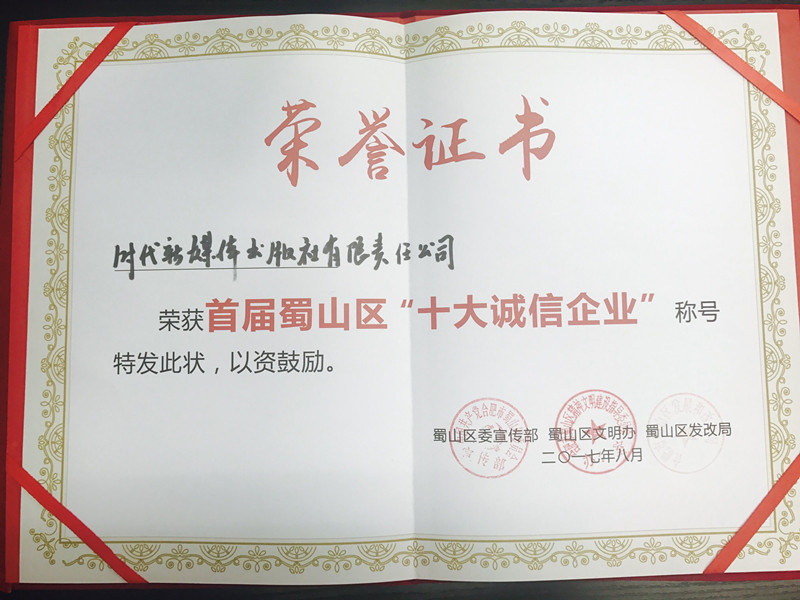 荣誉证书
时代新媒体出版社有限责任公司
荣获首届蜀山区“十大诚信企业”称号
特发此状，以资鼓励。
蜀山区委宣传部 蜀山区文明办 蜀山区发改局
二〇一七年八月